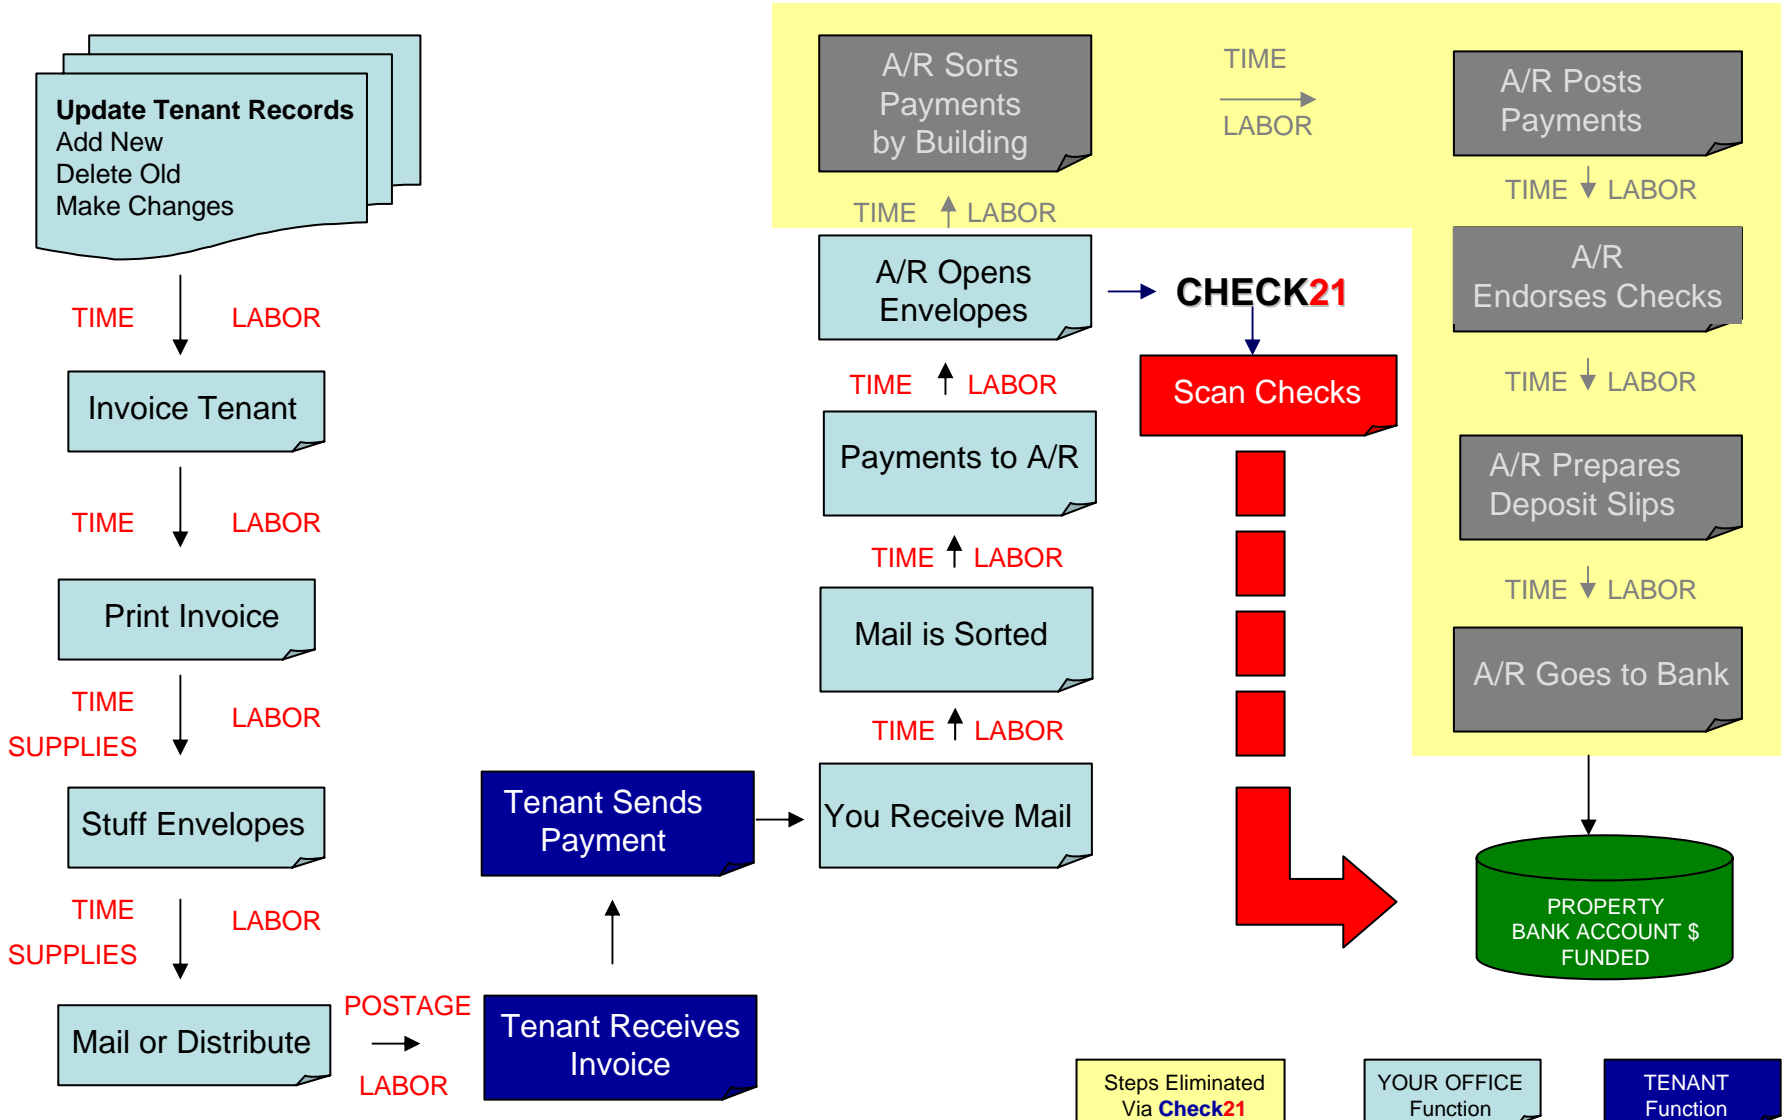 Update Tenant Records
Add New
Delete Old
Make Changes
TIME LABOR
Invoice Tenant
TIME LABOR
Print Invoice
TIME LABOR
SUPPLIES
Stuff Envelopes
TIME LABOR
SUPPLIES
Mail or Distribute
POSTAGE
LABOR
Tenant Receives
Invoice
Tenant Sends
Payment
You Receive Mail
TIME LABOR
Mail is Sorted
TIME LABOR
Payments to A/R
TIME LABOR
A/R Opens
Envelopes
TIME LABOR
A/R Sorts
Payments
by Building
TIME
LABOR
A/R Posts
Payments
TIME LABOR
A/R
Endorses Checks
TIME LABOR
A/R Prepares
Deposit Slips
TIME LABOR
A/R Goes to Bank
CHECK21
Scan Checks
PROPERTY
BANK ACCOUNT $
FUNDED
Steps Eliminated
Via Check21
YOUR OFFICE
Function
TENANT
Function